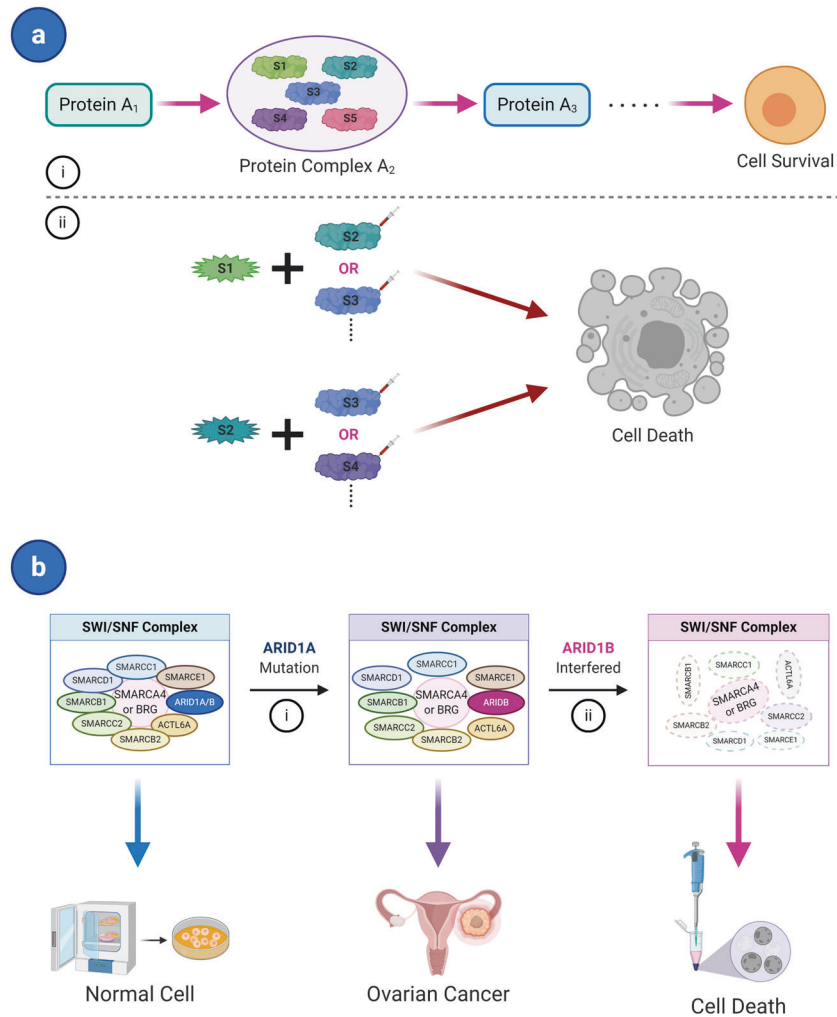 a
Protein A₁
S1
S2
S3
S4
S5
Protein Complex A₂
Protein A₃
.....
Cell Survival
i
ii
S1
+
S2
OR
S3
S2
+
S3
OR
S4
Cell Death
b
SWI/SNF Complex
SMARCC1
SMARCD1
SMARCE1
SMARCB1
SMARCA4
or BRG
ARID1A/B
SMARCC2
ACTL6A
SMARCB2
ARID1A
Mutation
i
SWI/SNF Complex
SMARCC1
SMARCD1
SMARCE1
SMARCB1
SMARCA4
or BRG
ARIDB
SMARCC2
ACTL6A
SMARCB2
ARID1B
Interfered
ii
SWI/SNF Complex
SMARCB1
SMARCC1
ACTL6A
SMARCA4
or BRG
SMARCC2
SMARCB2
SMARCD1
SMARCE1
Normal Cell
Ovarian Cancer
Cell Death